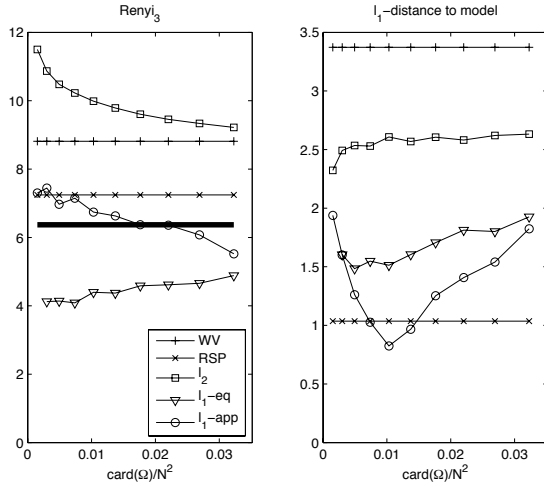 Renyi₃
12
10
8
6
4
2
0
WV
RSP
l₂
l₁-eq
l₁-app
0 0.01 0.02 0.03
card(Ω)/N²
l₁-distance to model
3.5
3
2.5
2
1.5
1
0.5
0
0 0.01 0.02 0.03
card(Ω)/N²